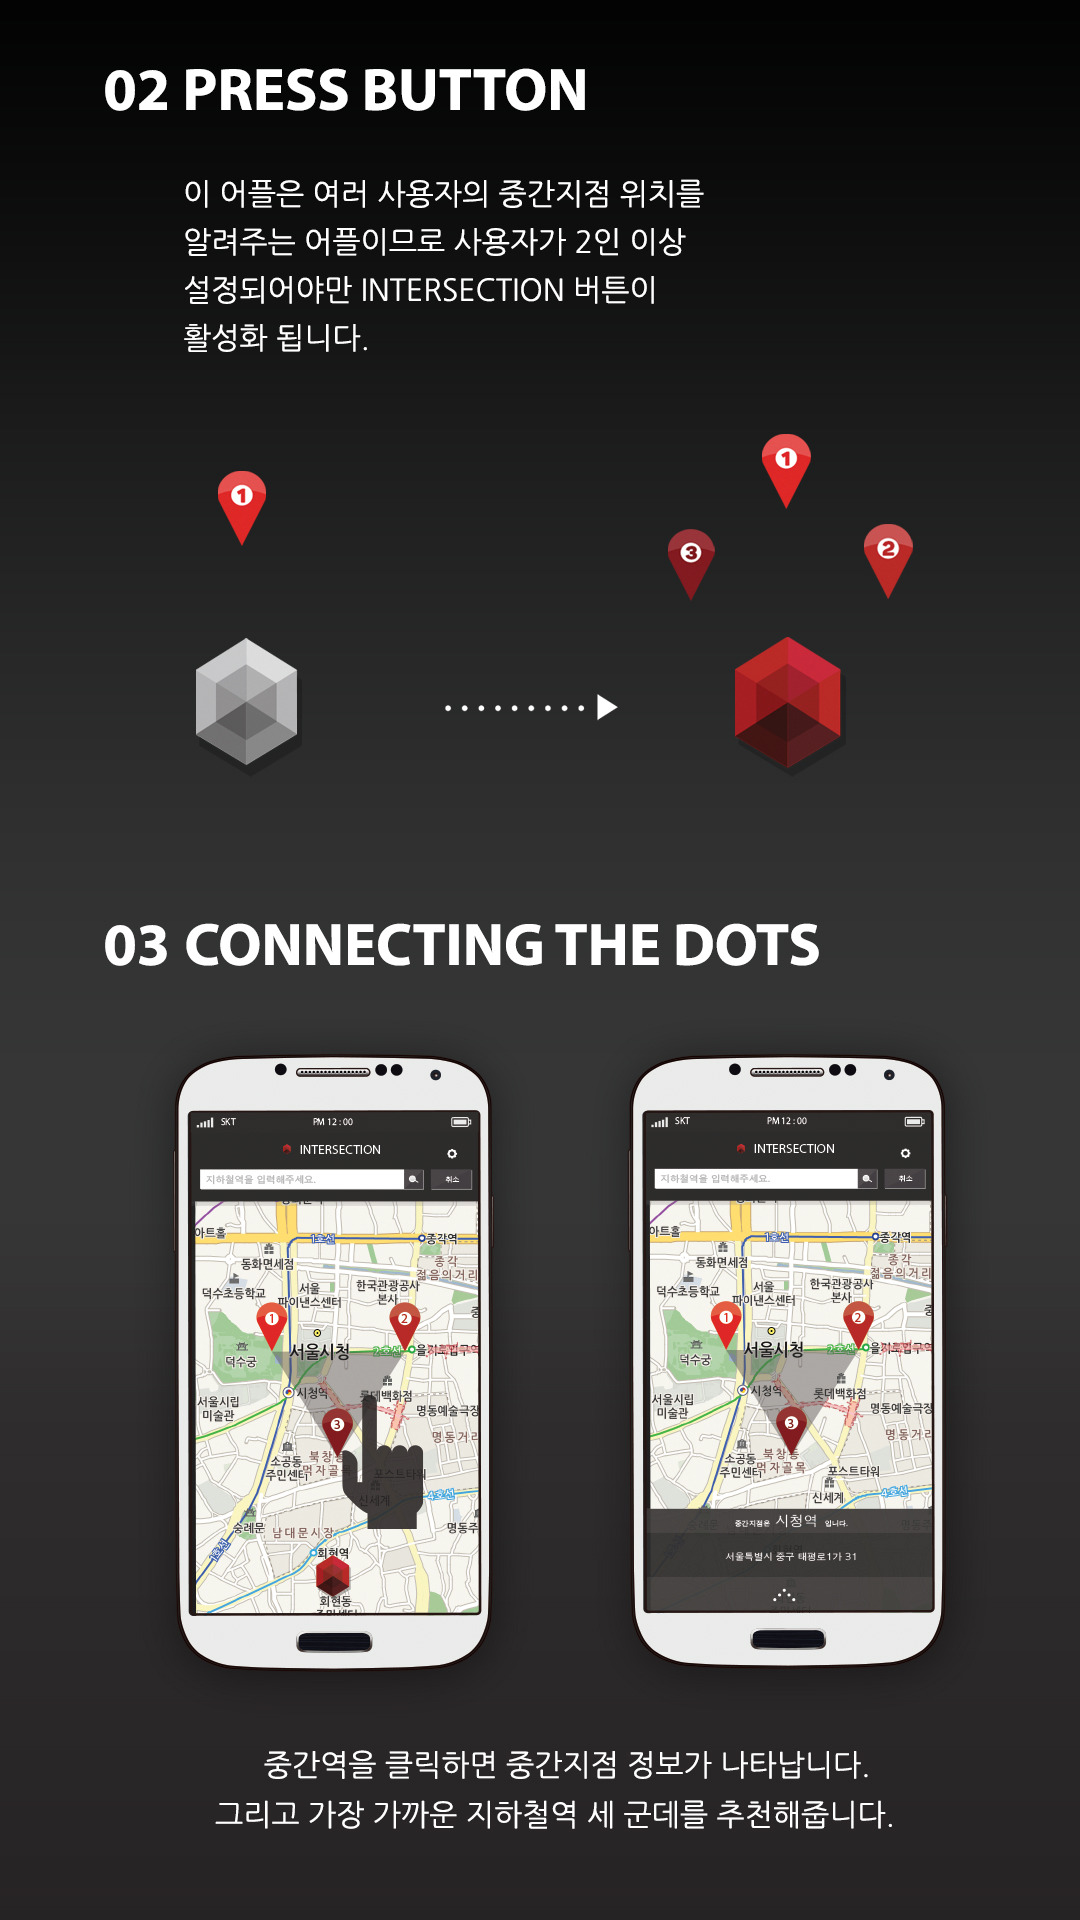 02 PRESS BUTTON
이 어플은 여러 사용자의 중간지점 위치를
알려주는 어플이므로 사용자가 2인 이상
설정되어야만 INTERSECTION 버튼이
활성화 됩니다.
1
1
3
2
03 CONNECTING THE DOTS
SKT PM 12 : 00
INTERSECTION
지하철역을 입력해주세요. 취소
아트홀
1호선
종각역
동화면세점
종각
젊음의거리
덕수초등학교
서울
파이낸스센터
한국관광공사
본사
1
2
서울시청
2호선
덕수궁
시청역
롯데백화점
서울시립
미술관
명동예술극장
3
명동거리
소공동
주민센터
북창동
먹자골목
포스트타워
신세계
4호선
숭례문
남대문시장
명동주
1호선
회현역
회현동
주민센터
SKT PM 12 : 00
INTERSECTION
지하철역을 입력해주세요. 취소
아트홀
1호선
종각역
동화면세점
종각
젊음의거리
덕수초등학교
서울
파이낸스센터
한국관광공사
본사
1
2
서울시청
2호선
덕수궁
시청역
롯데백화점
서울시립
미술관
명동예술극장
3
명동거리
소공동
주민센터
북창동
먹자골목
포스트타워
신세계
4호선
중간지점은 시청역 입니다.
서울특별시 중구 태평로1가 31
중간역을 클릭하면 중간지점 정보가 나타납니다.
그리고 가장 가까운 지하철역 세 군데를 추천해줍니다.